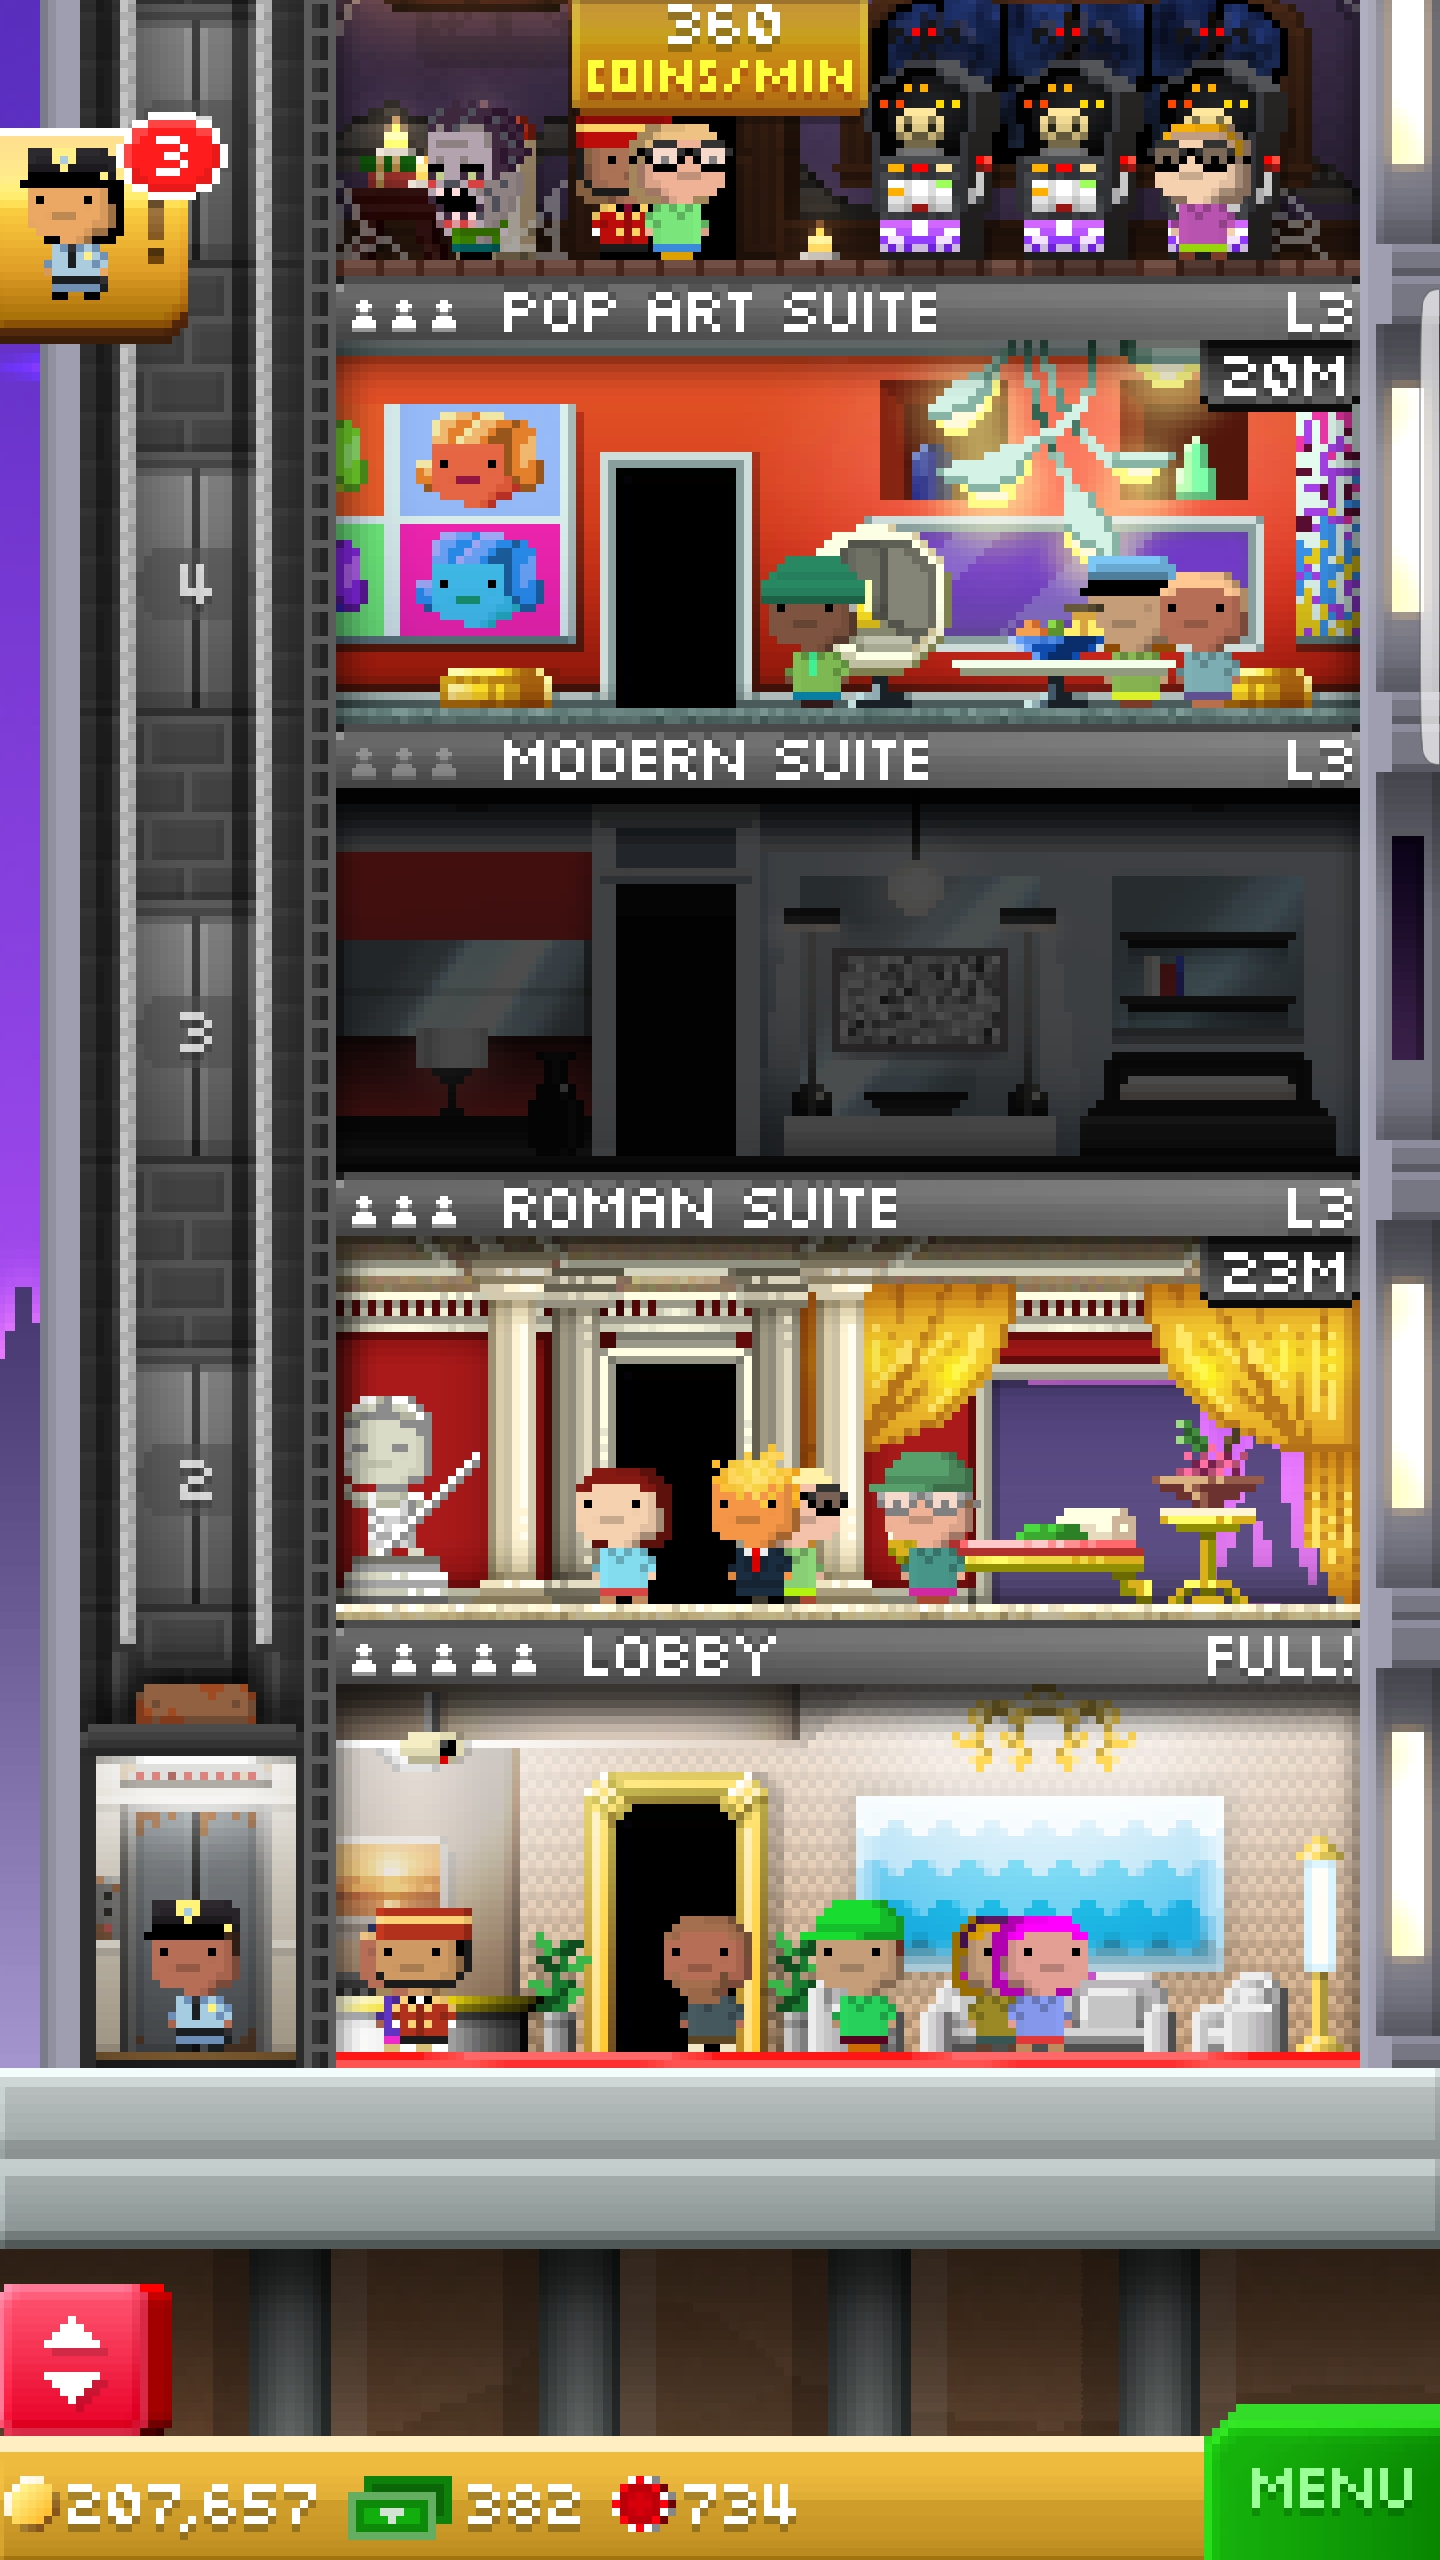 360
COINS/MIN
3
POP ART SUITE L3
20M
4
MODERN SUITE L3
3
ROMAN SUITE L3
23M
2
LOBBY FULL!
207,657 382 734
MENU